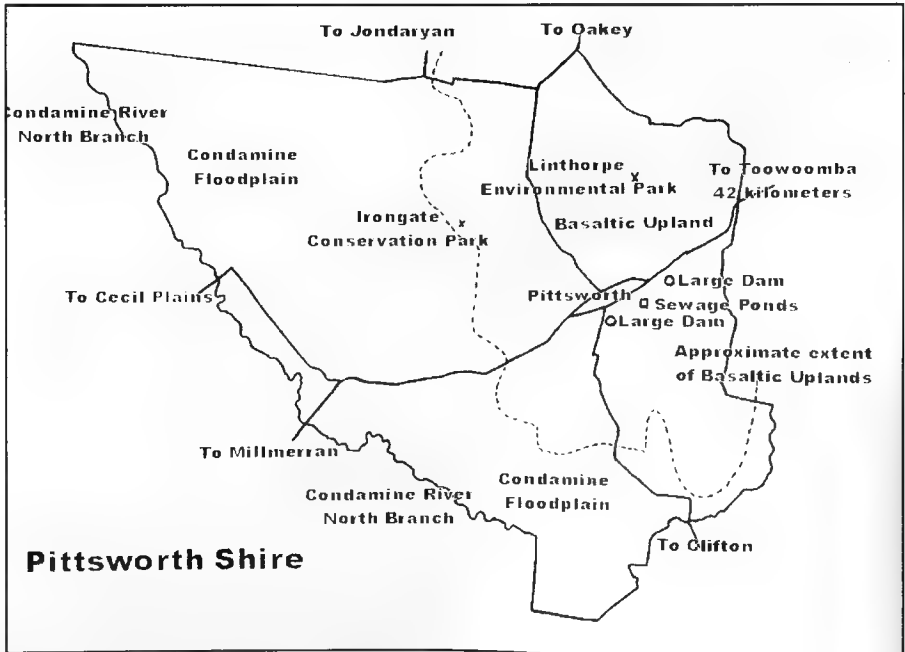 To Jondaryan
To Oakey
Condamine River
North Branch
Condamine
Floodplain
Linthorpe
Environmental Park
To Toowoomba
42 kilometers
Irongate
Conservation Park
Basaltic Upland
To Cecil Plains
Pittsworth
Large Dam
Sewage Ponds
Large Dam
Approximate extent
of Basaltic Uplands
To Millmerran
Condamine River
North Branch
Condamine
Floodplain
To Clifton
Pittsworth Shire